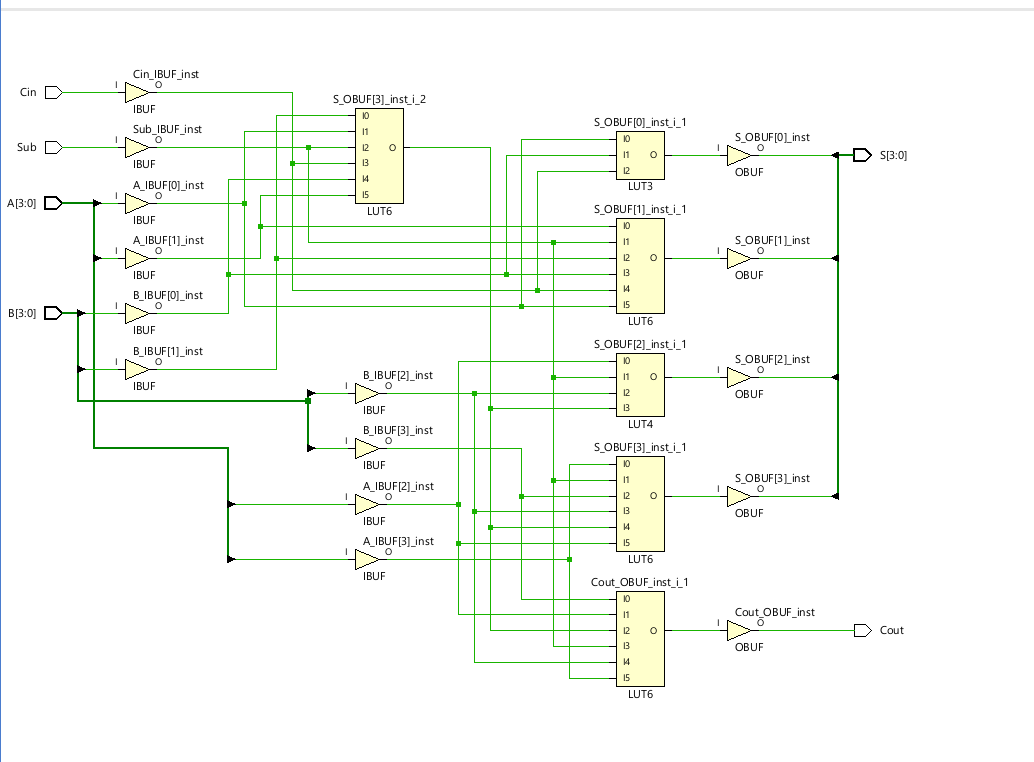 Cin
Cin_IBUF_inst
I
O
IBUF
Sub
Sub_IBUF_inst
I
O
IBUF
A[3:0]
A_IBUF[0]_inst
I
O
IBUF
A_IBUF[1]_inst
I
O
IBUF
B[3:0]
B_IBUF[0]_inst
I
O
IBUF
B_IBUF[1]_inst
I
O
IBUF
S_OBUF[3]_inst_i_2
I0
I1
I2
I3
I4
I5
O
LUT6
B_IBUF[2]_inst
I
O
IBUF
B_IBUF[3]_inst
I
O
IBUF
A_IBUF[2]_inst
I
O
IBUF
A_IBUF[3]_inst
I
O
IBUF
S_OBUF[0]_inst_i_1
I0
I1
I2
O
LUT3
S_OBUF[1]_inst_i_1
I0
I1
I2
I3
I4
I5
O
LUT6
S_OBUF[2]_inst_i_1
I0
I1
I2
I3
O
LUT4
S_OBUF[3]_inst_i_1
I0
I1
I2
I3
I4
I5
O
LUT6
Cout_OBUF_inst_i_1
I0
I1
I2
I3
I4
I5
O
LUT6
S_OBUF[0]_inst
I
O
OBUF
S[3:0]
S_OBUF[1]_inst
I
O
OBUF
S_OBUF[2]_inst
I
O
OBUF
S_OBUF[3]_inst
I
O
OBUF
Cout_OBUF_inst
I
O
OBUF
Cout